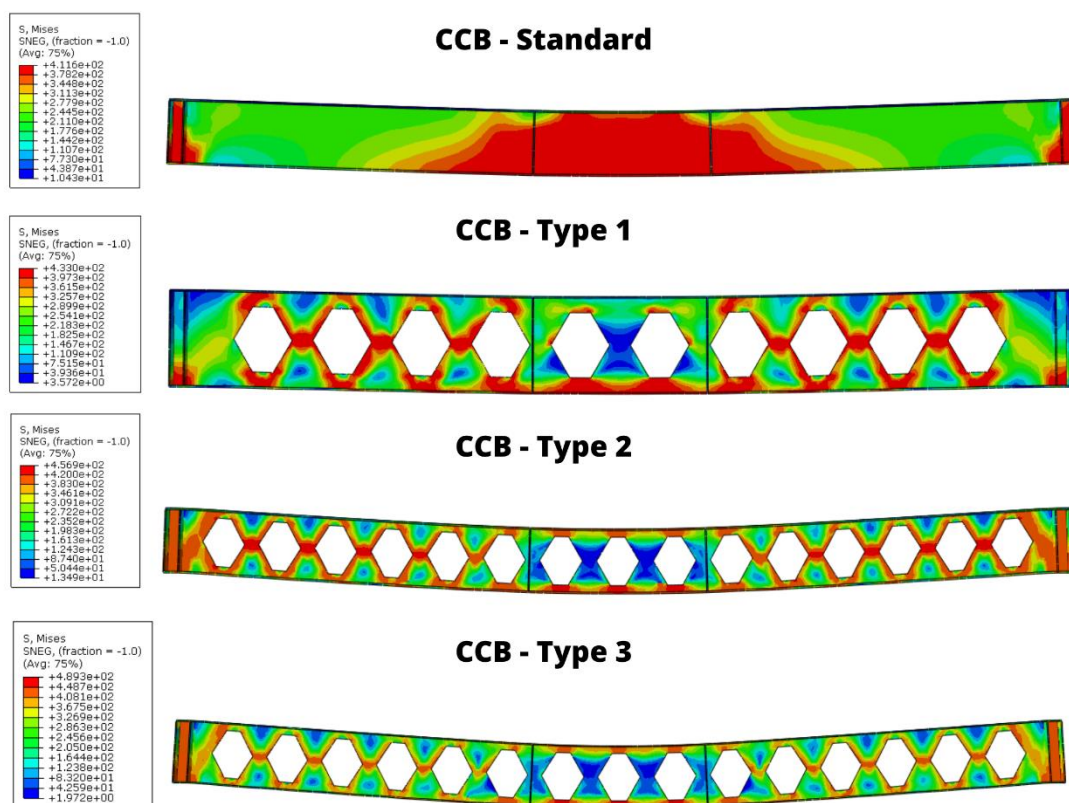 S, Mises
SNEG, (fraction = -1.0)
(Avg: 75%)
+4.116e+02
+3.782e+02
+3.448e+02
+3.113e+02
+2.779e+02
+2.445e+02
+2.110e+02
+1.776e+02
+1.442e+02
+1.107e+02
+7.730e+01
+4.387e+01
+1.043e+01
CCB - Standard
S, Mises
SNEG, (fraction = -1.0)
(Avg: 75%)
+4.330e+02
+3.973e+02
+3.615e+02
+3.257e+02
+2.899e+02
+2.541e+02
+2.183e+02
+1.825e+02
+1.467e+02
+1.109e+02
+7.515e+01
+3.936e+01
+3.572e+00
CCB - Type 1
S, Mises
SNEG, (fraction = -1.0)
(Avg: 75%)
+4.569e+02
+4.200e+02
+3.830e+02
+3.461e+02
+3.091e+02
+2.722e+02
+2.352e+02
+1.983e+02
+1.613e+02
+1.243e+02
+8.740e+01
+5.044e+01
+1.349e+01
CCB - Type 2
S, Mises
SNEG, (fraction = -1.0)
(Avg: 75%)
+4.893e+02
+4.487e+02
+4.081e+02
+3.675e+02
+3.269e+02
+2.863e+02
+2.456e+02
+2.050e+02
+1.644e+02
+1.238e+02
+8.320e+01
+4.259e+01
+1.972e+00
CCB - Type 3